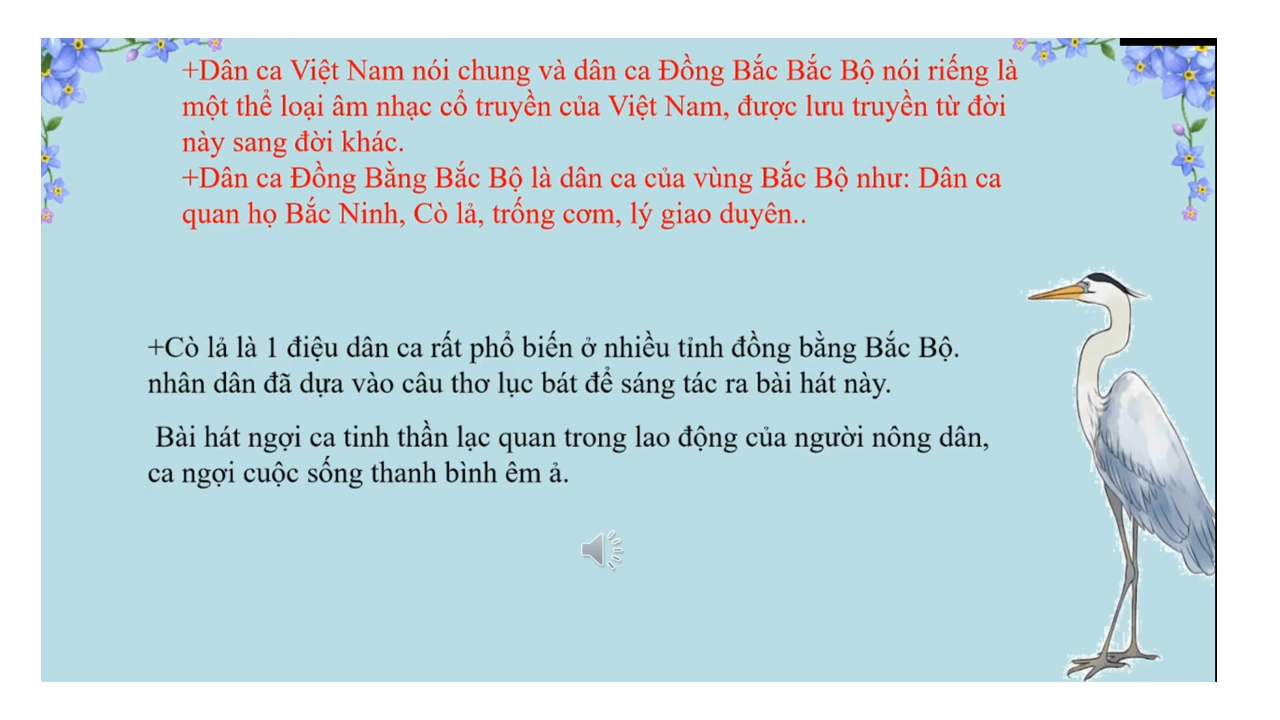 +Dân ca Việt Nam nói chung và dân ca Đồng Bắc Bắc Bộ nói riếng là
một thể loại âm nhạc cổ truyền của Việt Nam, được lưu truyền từ đời
này sang đời khác.
+Dân ca Đồng Bằng Bắc Bộ là dân ca của vùng Bắc Bộ như: Dân ca
quan họ Bắc Ninh, Cò lả, trống cơm, lý giao duyên..
+Cò lả là 1 điệu dân ca rất phổ biến ở nhiều tỉnh đồng bằng Bắc Bộ.
nhân dân đã dựa vào câu thơ lục bát để sáng tác ra bài hát này.
Bài hát ngợi ca tinh thần lạc quan trong lao động của người nông dân,
ca ngợi cuộc sống thanh bình êm ả.